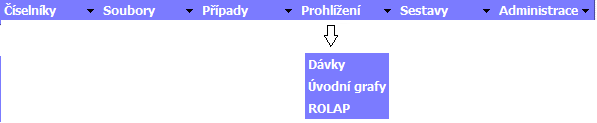 Číselníky Soubory Případy Prohlížení Sestavy Administrace
Dávky
Úvodní grafy
ROLAP